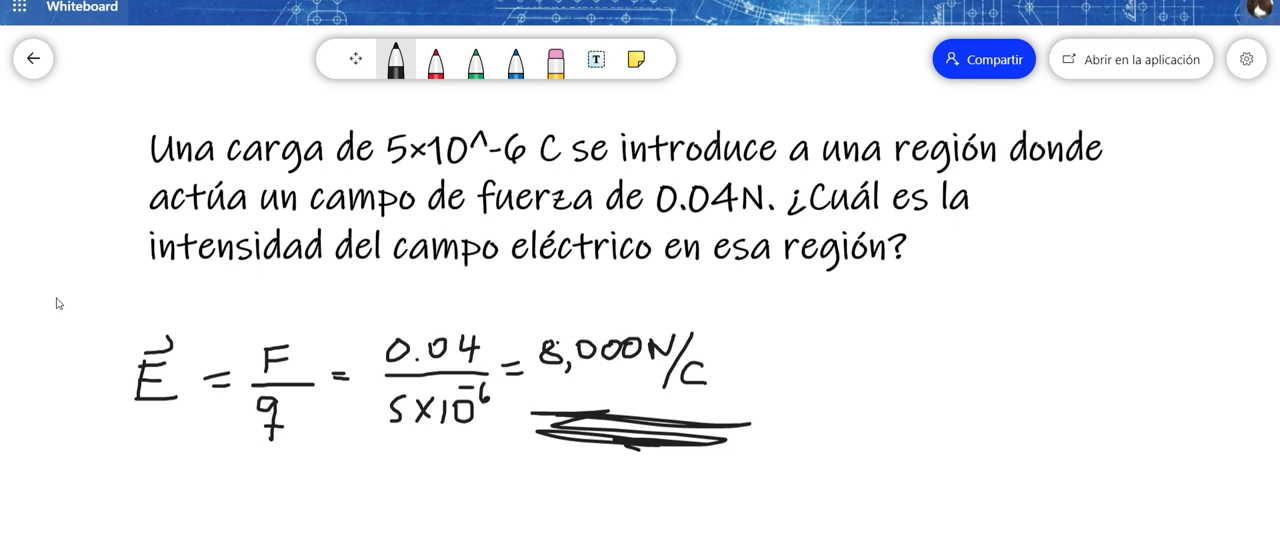 Whiteboard
T
Compartir
Abrir en la aplicación
Una carga de 5×10^-6 C se introduce a una región donde
actúa un campo de fuerza de 0.04N. ¿Cuál es la
intensidad del campo eléctrico en esa región?
E⃗ = F/q = 0.04/5×10⁻⁶ = 8,000N/C